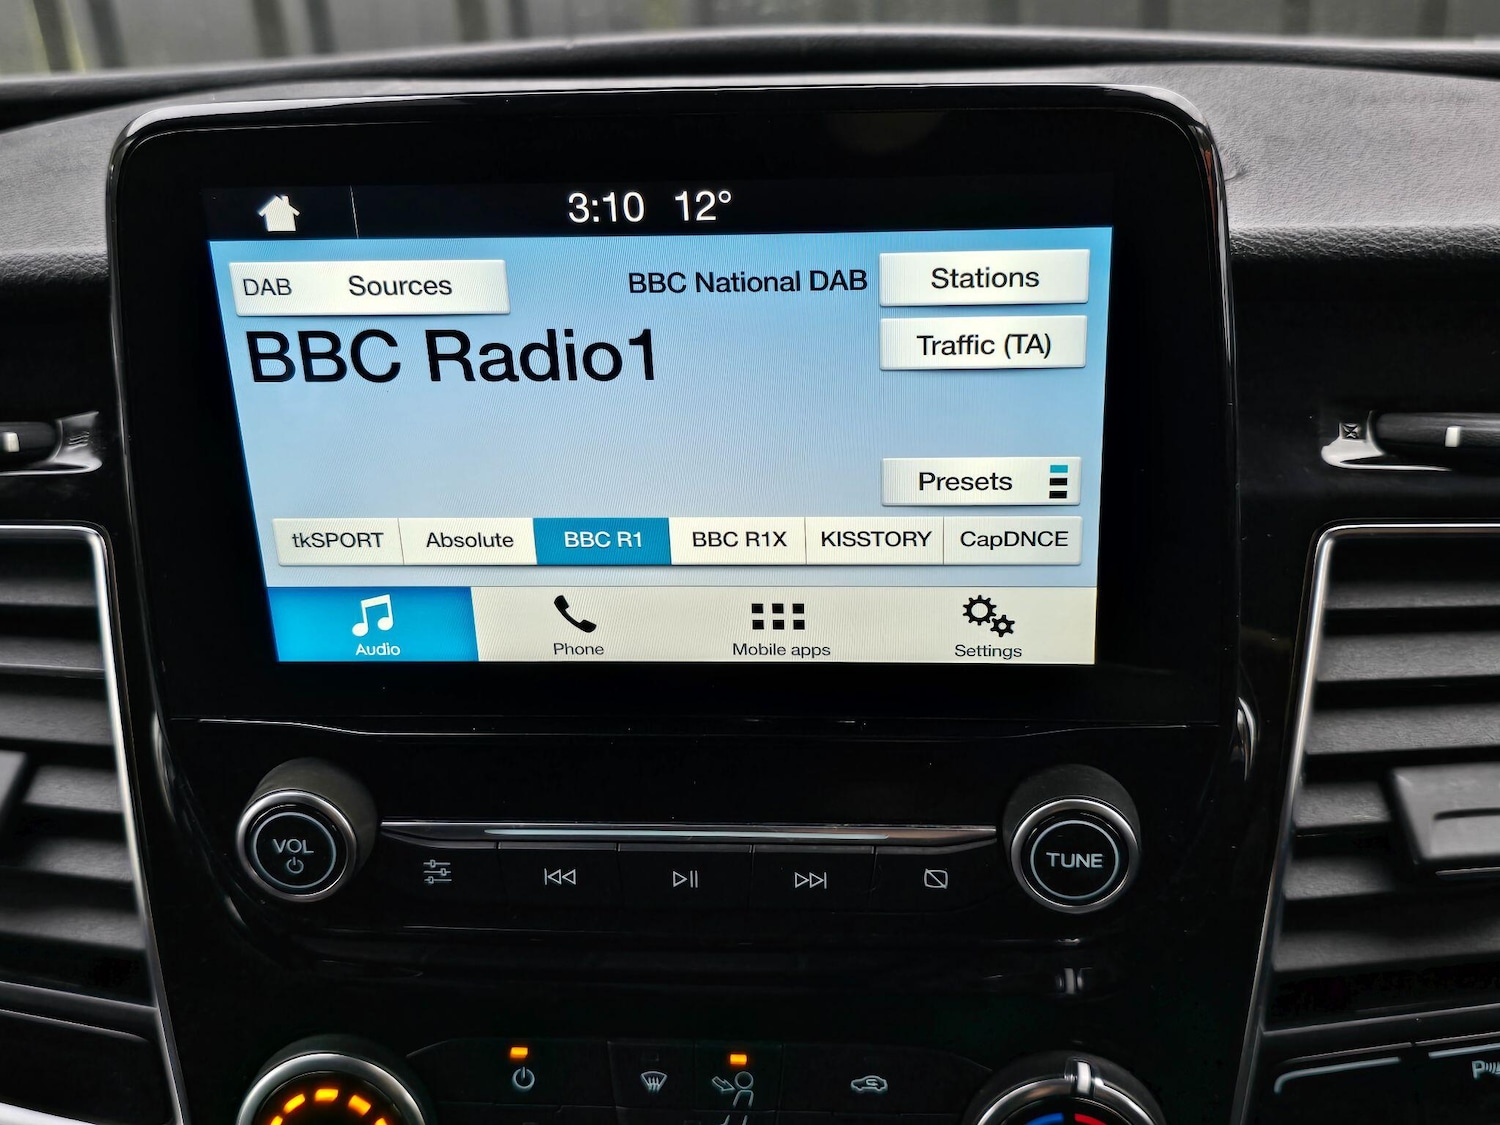 3:10 12°
DAB Sources
BBC National DAB
Stations
BBC Radio1
Traffic (TA)
Presets
tkSPORT Absolute BBC R1 BBC R1X KISSTORY CapDNCE
Audio Phone Mobile apps Settings
VOL
TUNE
P